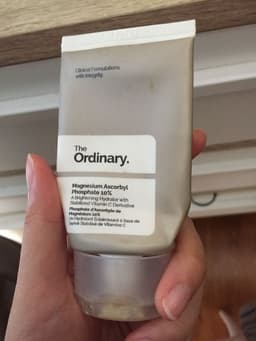 Clinical Formulations
with Integrity.
The
Ordinary.
Magnesium Ascorbyl
Phosphate 10%
A Brightening Hydrator with
Stabilized Vitamin C Derivative
Phosphate d'Ascorbyle de
Magnésium 10%
Un Hydratant Éclaircissant à base de
Stabilisé de Vitamine C